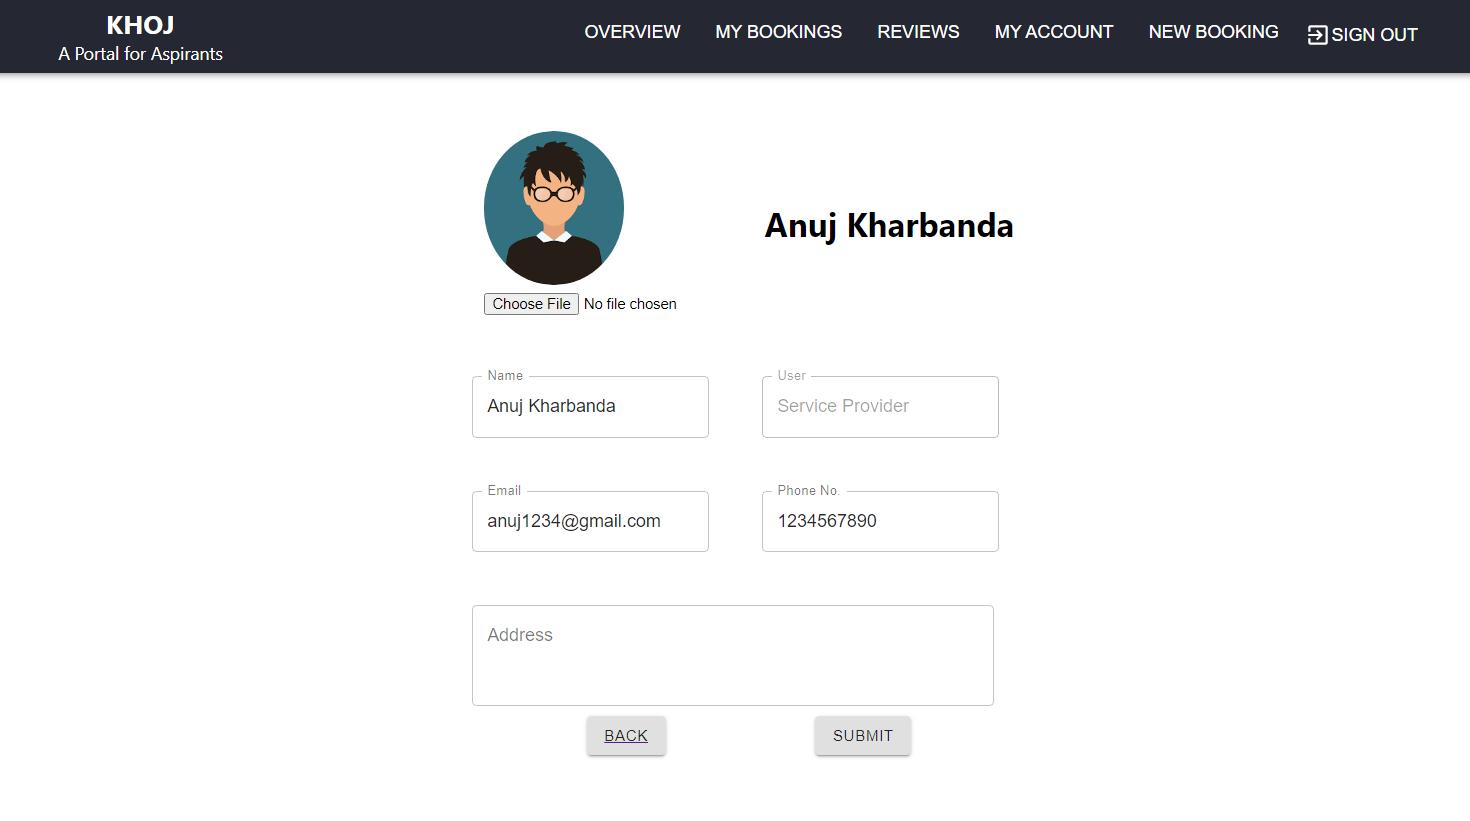 KHOJ
A Portal for Aspirants
OVERVIEW MY BOOKINGS REVIEWS MY ACCOUNT NEW BOOKING SIGN OUT
Anuj Kharbanda
Choose File No file chosen
Name User
Anuj Kharbanda Service Provider
Email Phone No.
anuj1234@gmail.com 1234567890
Address
BACK SUBMIT